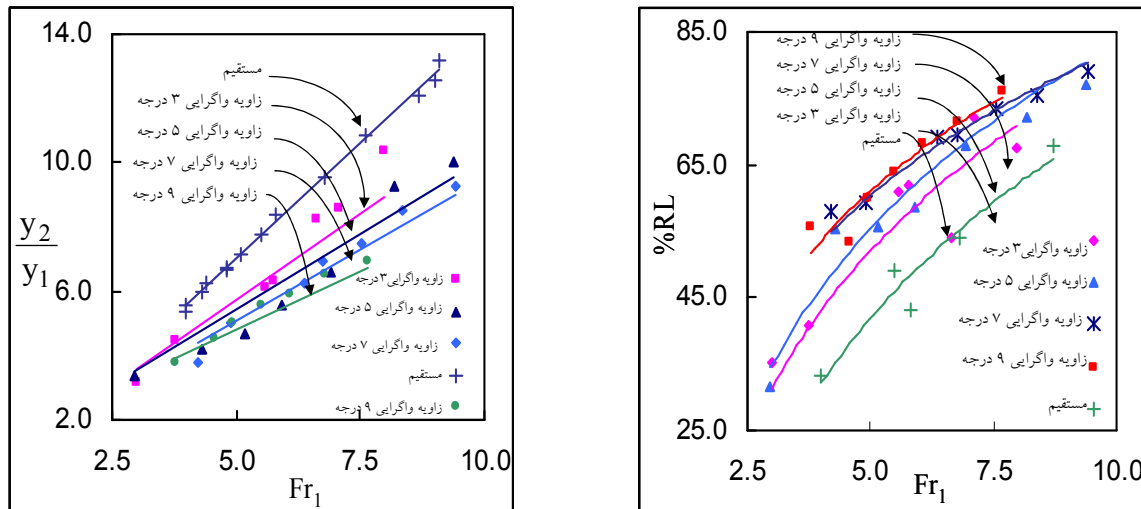 14.0
10.0
6.0
2.0
y2
y1
2.5
5.0
7.5
10.0
Fr1
مستقیم
زاویه واگرایی ۳ درجه
زاویه واگرایی ۵ درجه
زاویه واگرایی ۷ درجه
زاویه واگرایی ۹ درجه
زاویه واگرایی۳ درجه
زاویه واگرایی ۵ درجه
زاویه واگرایی ۷ درجه
مستقیم
زاویه واگرایی ۹ درجه
85.0
65.0
45.0
25.0
%RL
2.5
5.0
7.5
10.0
Fr1
زاویه واگرایی ۹ درجه
زاویه واگرایی ۷ درجه
زاویه واگرایی ۵ درجه
زاویه واگرایی ۳ درجه
مستقیم
زاویه واگرایی۳ درجه
زاویه واگرایی ۵ درجه
زاویه واگرایی ۷ درجه
زاویه واگرایی ۹ درجه
مستقیم